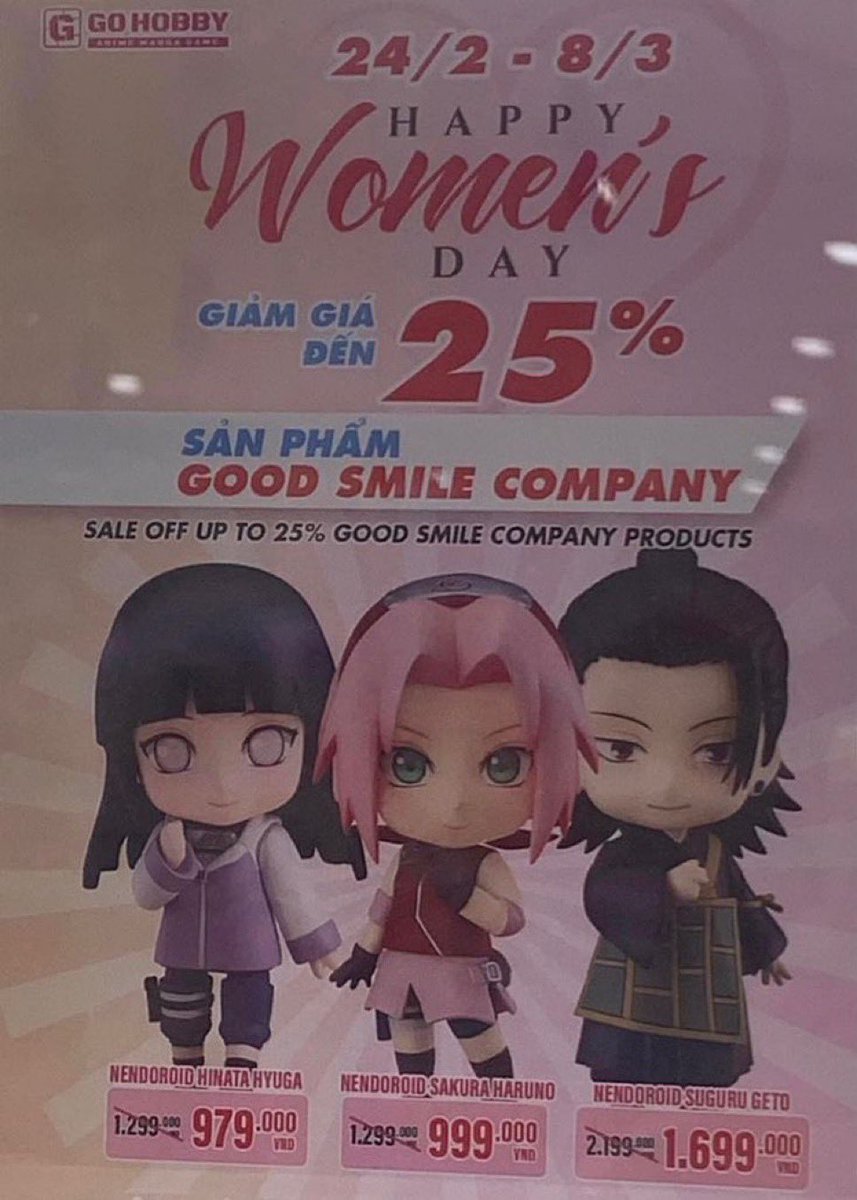 G GO HOBBY
ANIME MANGA GAME
24/2 - 8/3
HAPPY
Women's
DAY
GIẢM GIÁ
ĐẾN 25%
SẢN PHẨM
GOOD SMILE COMPANY
SALE OFF UP TO 25% GOOD SMILE COMPANY PRODUCTS
NENDOROID HINATA HYUGA
1.299.000 979.000 VND
NENDOROID SAKURA HARUNO
1.299.000 999.000 VND
NENDOROID SUGURU GETO
2.199.000 1.699.000 VND